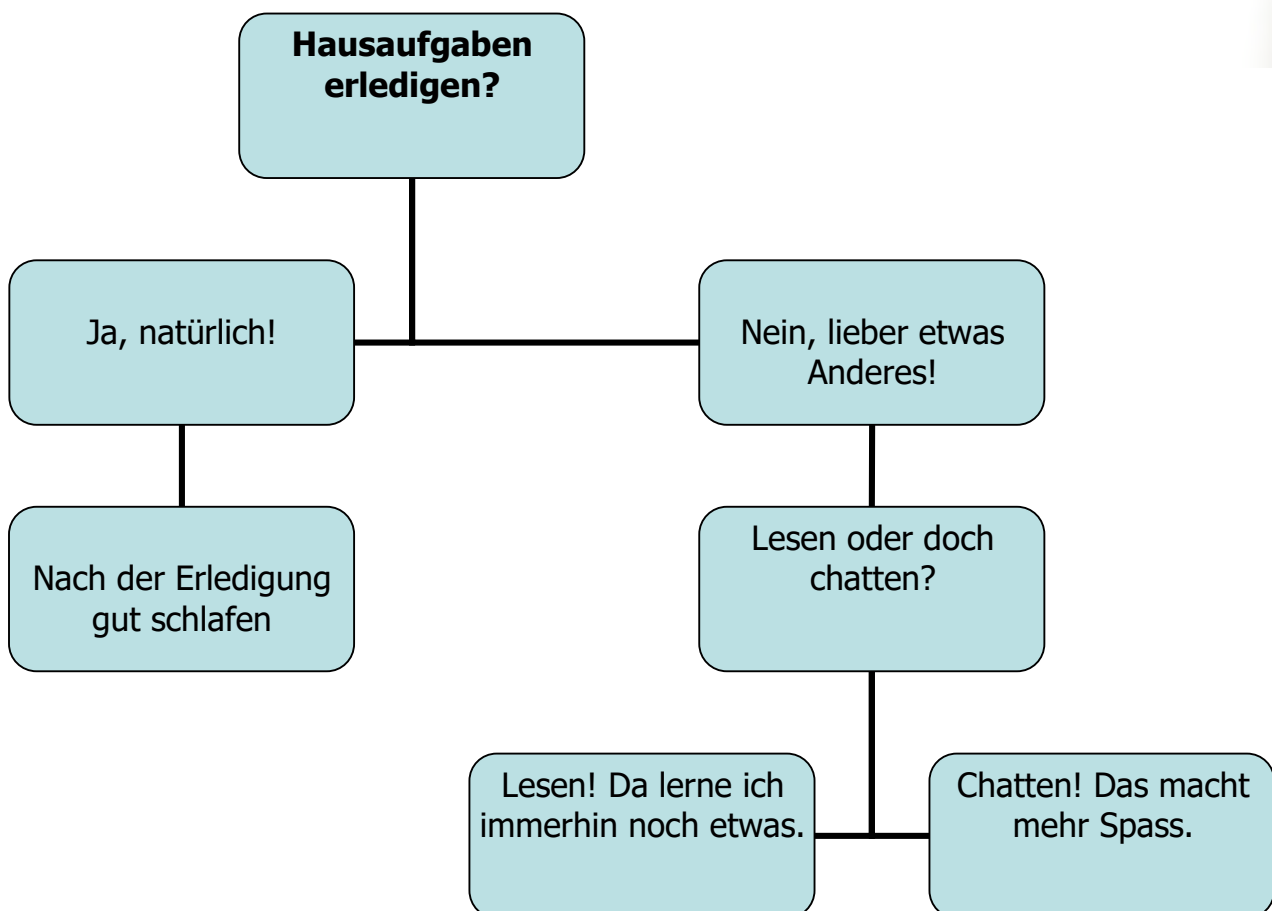 Hausaufgaben
erledigen?
Ja, natürlich!
Nein, lieber etwas
Anderes!
Nach der Erledigung
gut schlafen
Lesen oder doch
chatten?
Lesen! Da lerne ich
immerhin noch etwas.
Chatten! Das macht
mehr Spass.